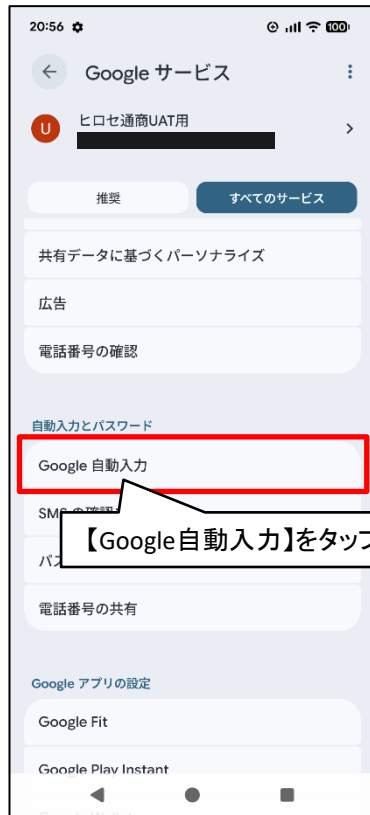 20:56
100
Google サービス
U
ヒロセ通商UAT用
推奨
すべてのサービス
共有データに基づくパーソナライズ
広告
電話番号の確認
自動入力とパスワード
Google 自動入力
SMS
【Google自動入力】をタップ
パス
電話番号の共有
Google アプリの設定
Google Fit
Google Play Instant